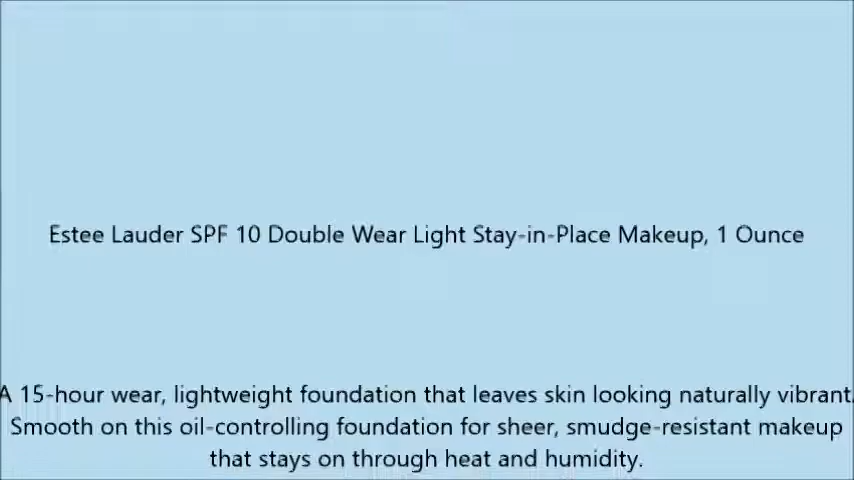 Estee Lauder SPF 10 Double Wear Light Stay-in-Place Makeup, 1 Ounce
A 15-hour wear, lightweight foundation that leaves skin looking naturally vibrant.
Smooth on this oil-controlling foundation for sheer, smudge-resistant makeup
that stays on through heat and humidity.